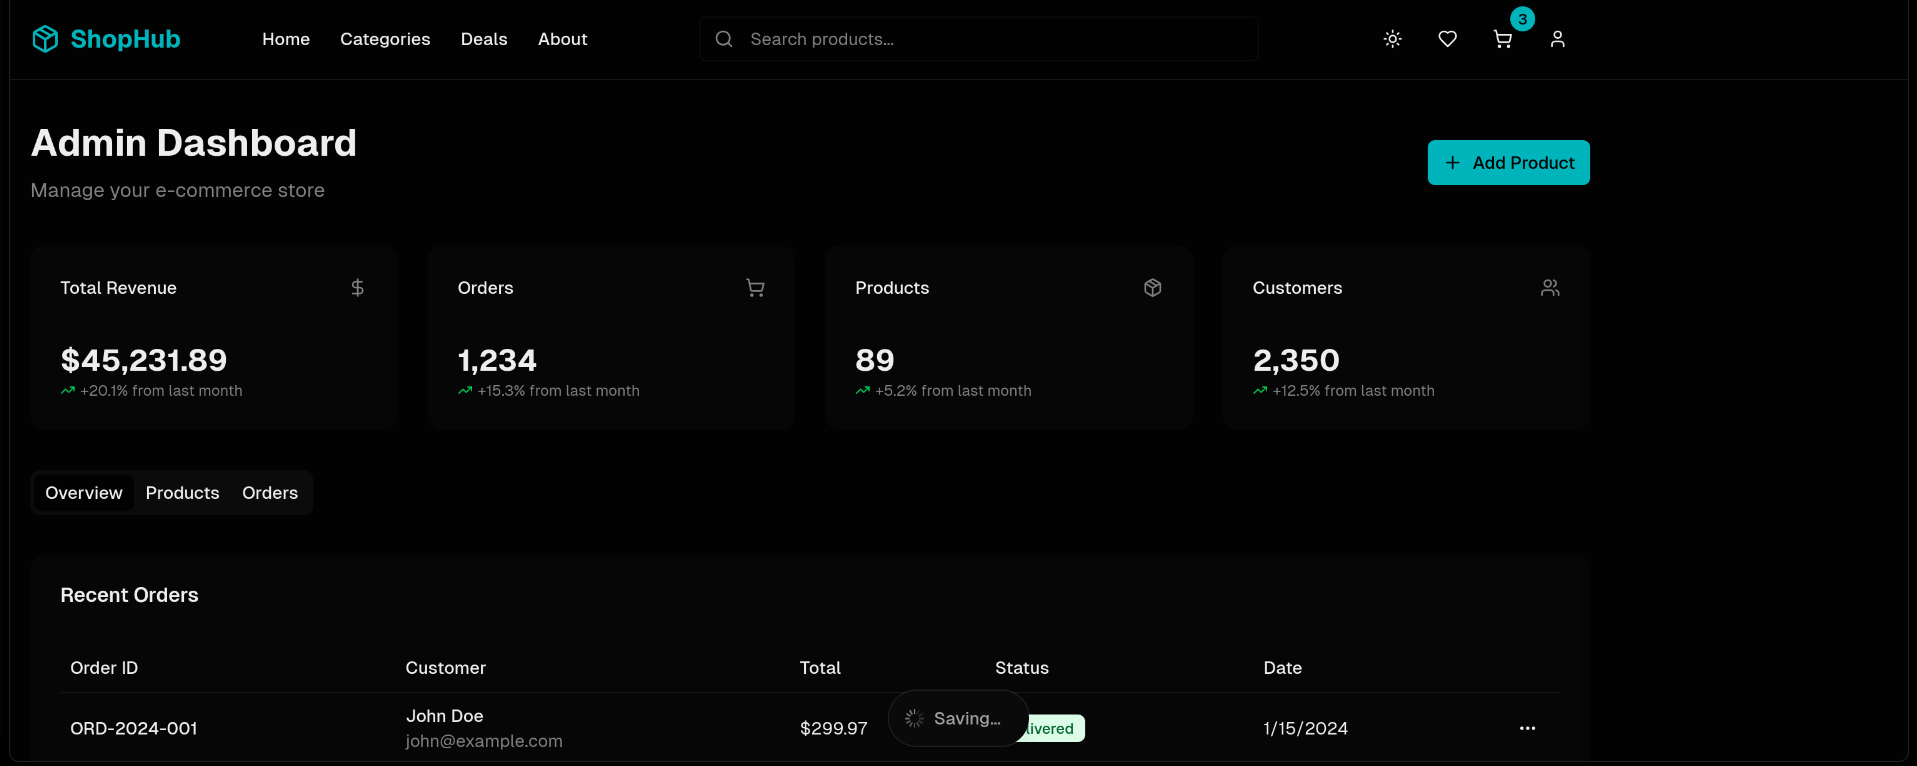 ShopHub
Home Categories Deals About
Search products...
3
Admin Dashboard
Manage your e-commerce store
Add Product
Total Revenue
$45,231.89
+20.1% from last month
Orders
1,234
+15.3% from last month
Products
89
+5.2% from last month
Customers
2,350
+12.5% from last month
Overview Products Orders
Recent Orders
Order ID Customer Total Status Date
ORD-2024-001 John Doe $299.97 livered 1/15/2024
john@example.com
Saving...